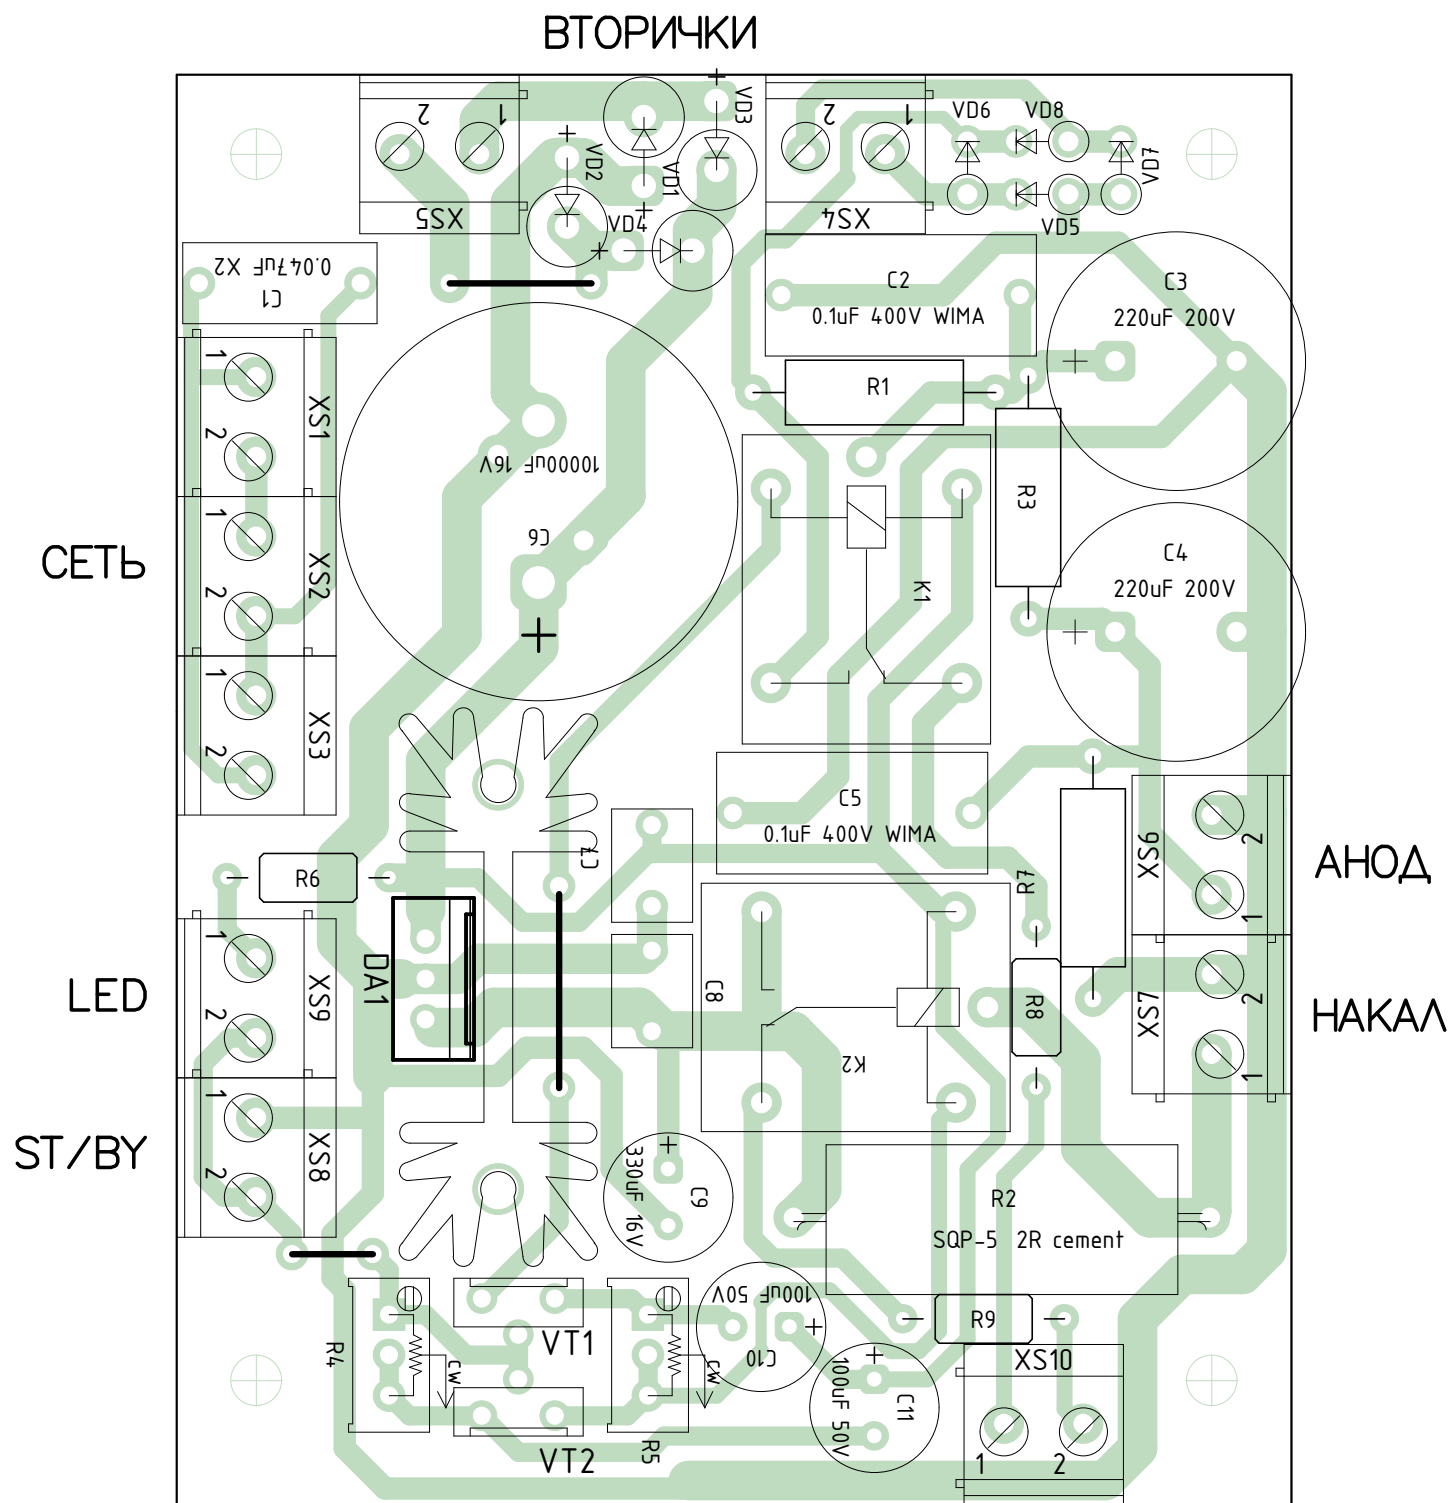 ВТОРИЧКИ
2
1
XS5
+
VD2
VD1
+
+
VD3
VD4
+
2
1
XS4
VD6
VD8
VD7
VD5
0.047uF X2
C1
C2
0.1uF 400V WIMA
C3
220uF 200V
+
1
2
XS1
R1
10000uF 16V
C6
+
R3
K1
C4
220uF 200V
+
СЕТЬ
1
2
XS2
1
2
XS3
C5
0.1uF 400V WIMA
C7
R7
R6
XS6
2
1
АНОД
DA1
LED
1
2
XS9
C8
K2
R8
XS7
2
1
НАКАЛ
ST/BY
1
2
XS8
+
330uF 16V
C9
R2
SQP-5 2R cement
R4
cw
VT1
VT2
R5
cw
100uF 50V
+
C10
+
100uF 50V
C11
R9
XS10
1
2